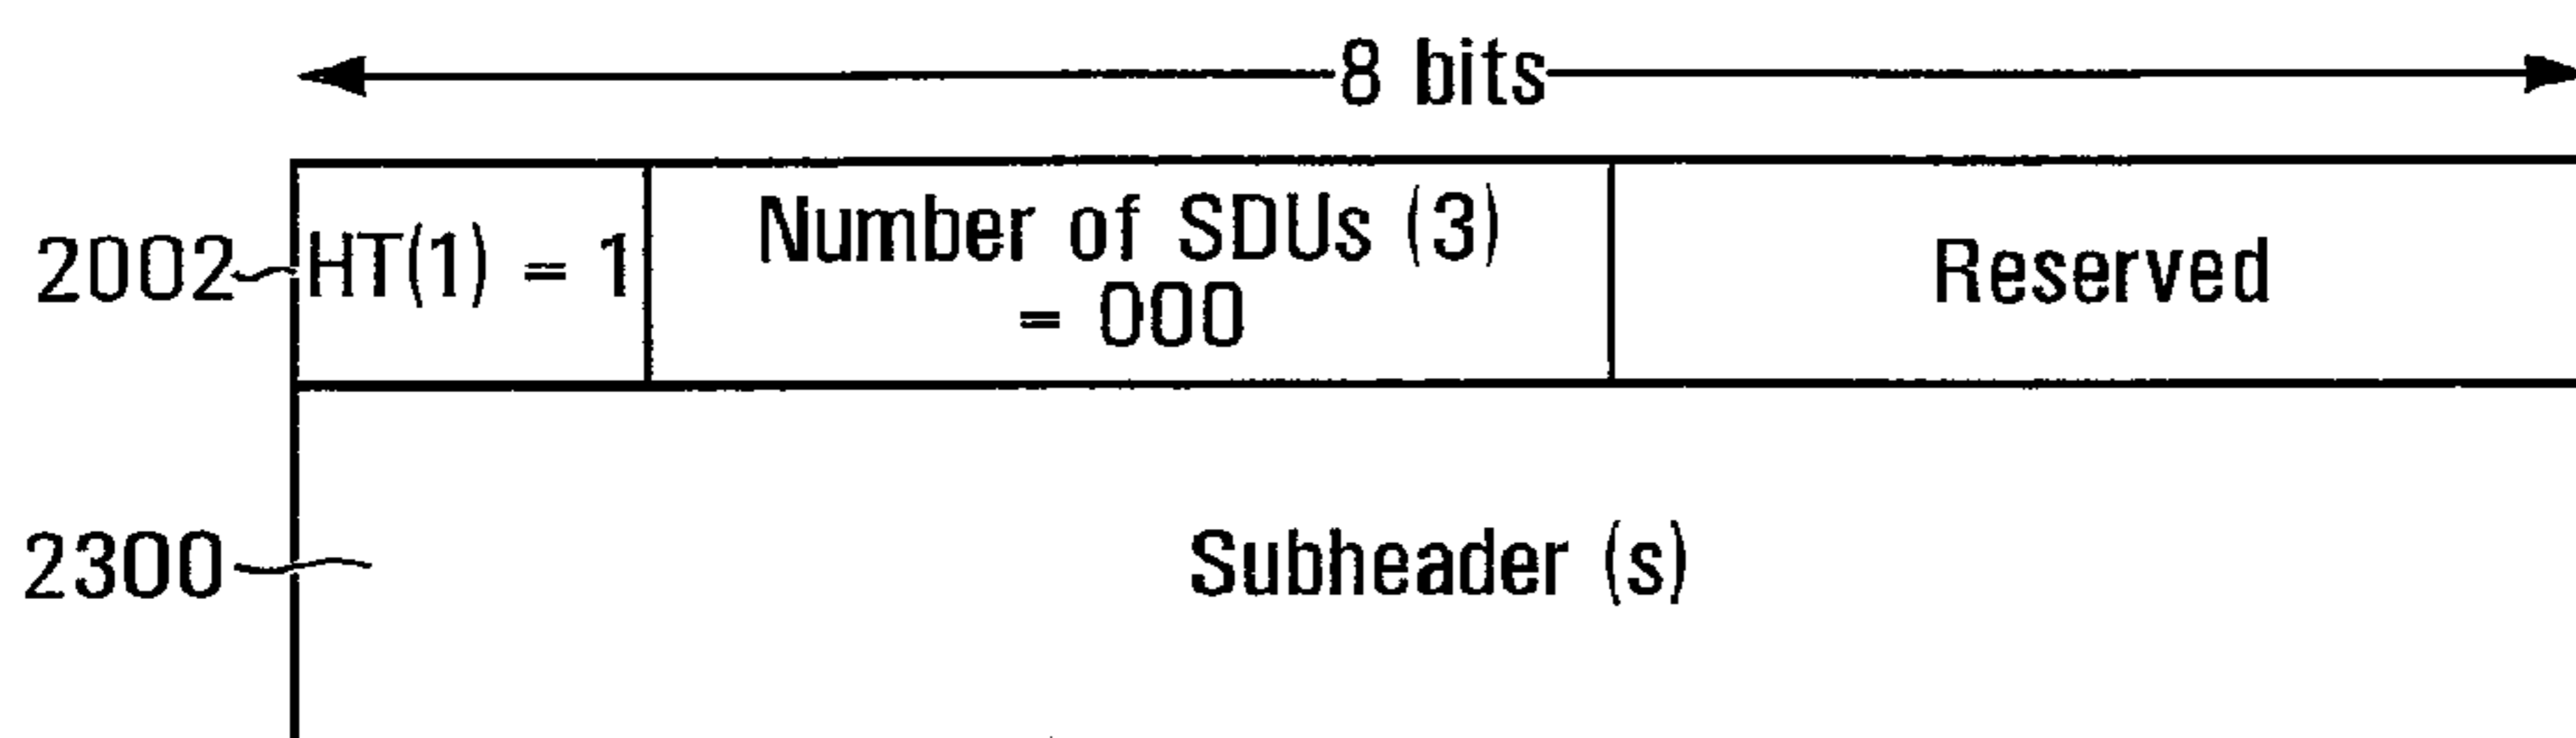 8 bits
2002 HT(1) = 1 Number of SDUs (3) Reserved
= 000
2300 Subheader (s)